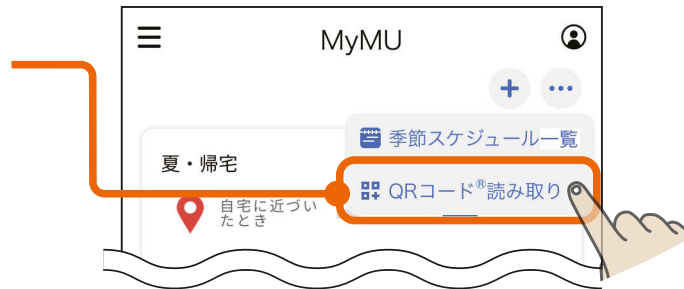 MyMU
季節スケジュール一覧
夏・帰宅
QRコード®読み取り
自宅に近づい
たとき